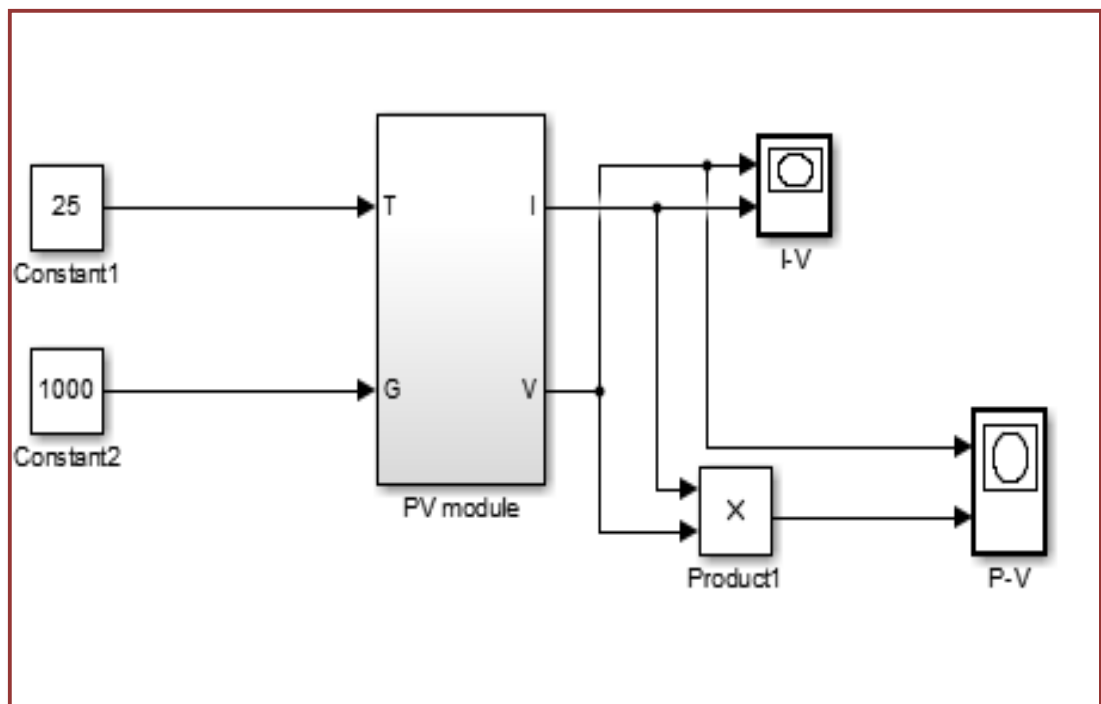 25
Constant1
1000
Constant2
T
G
I
V
PV module
I-V
X
Product1
P-V